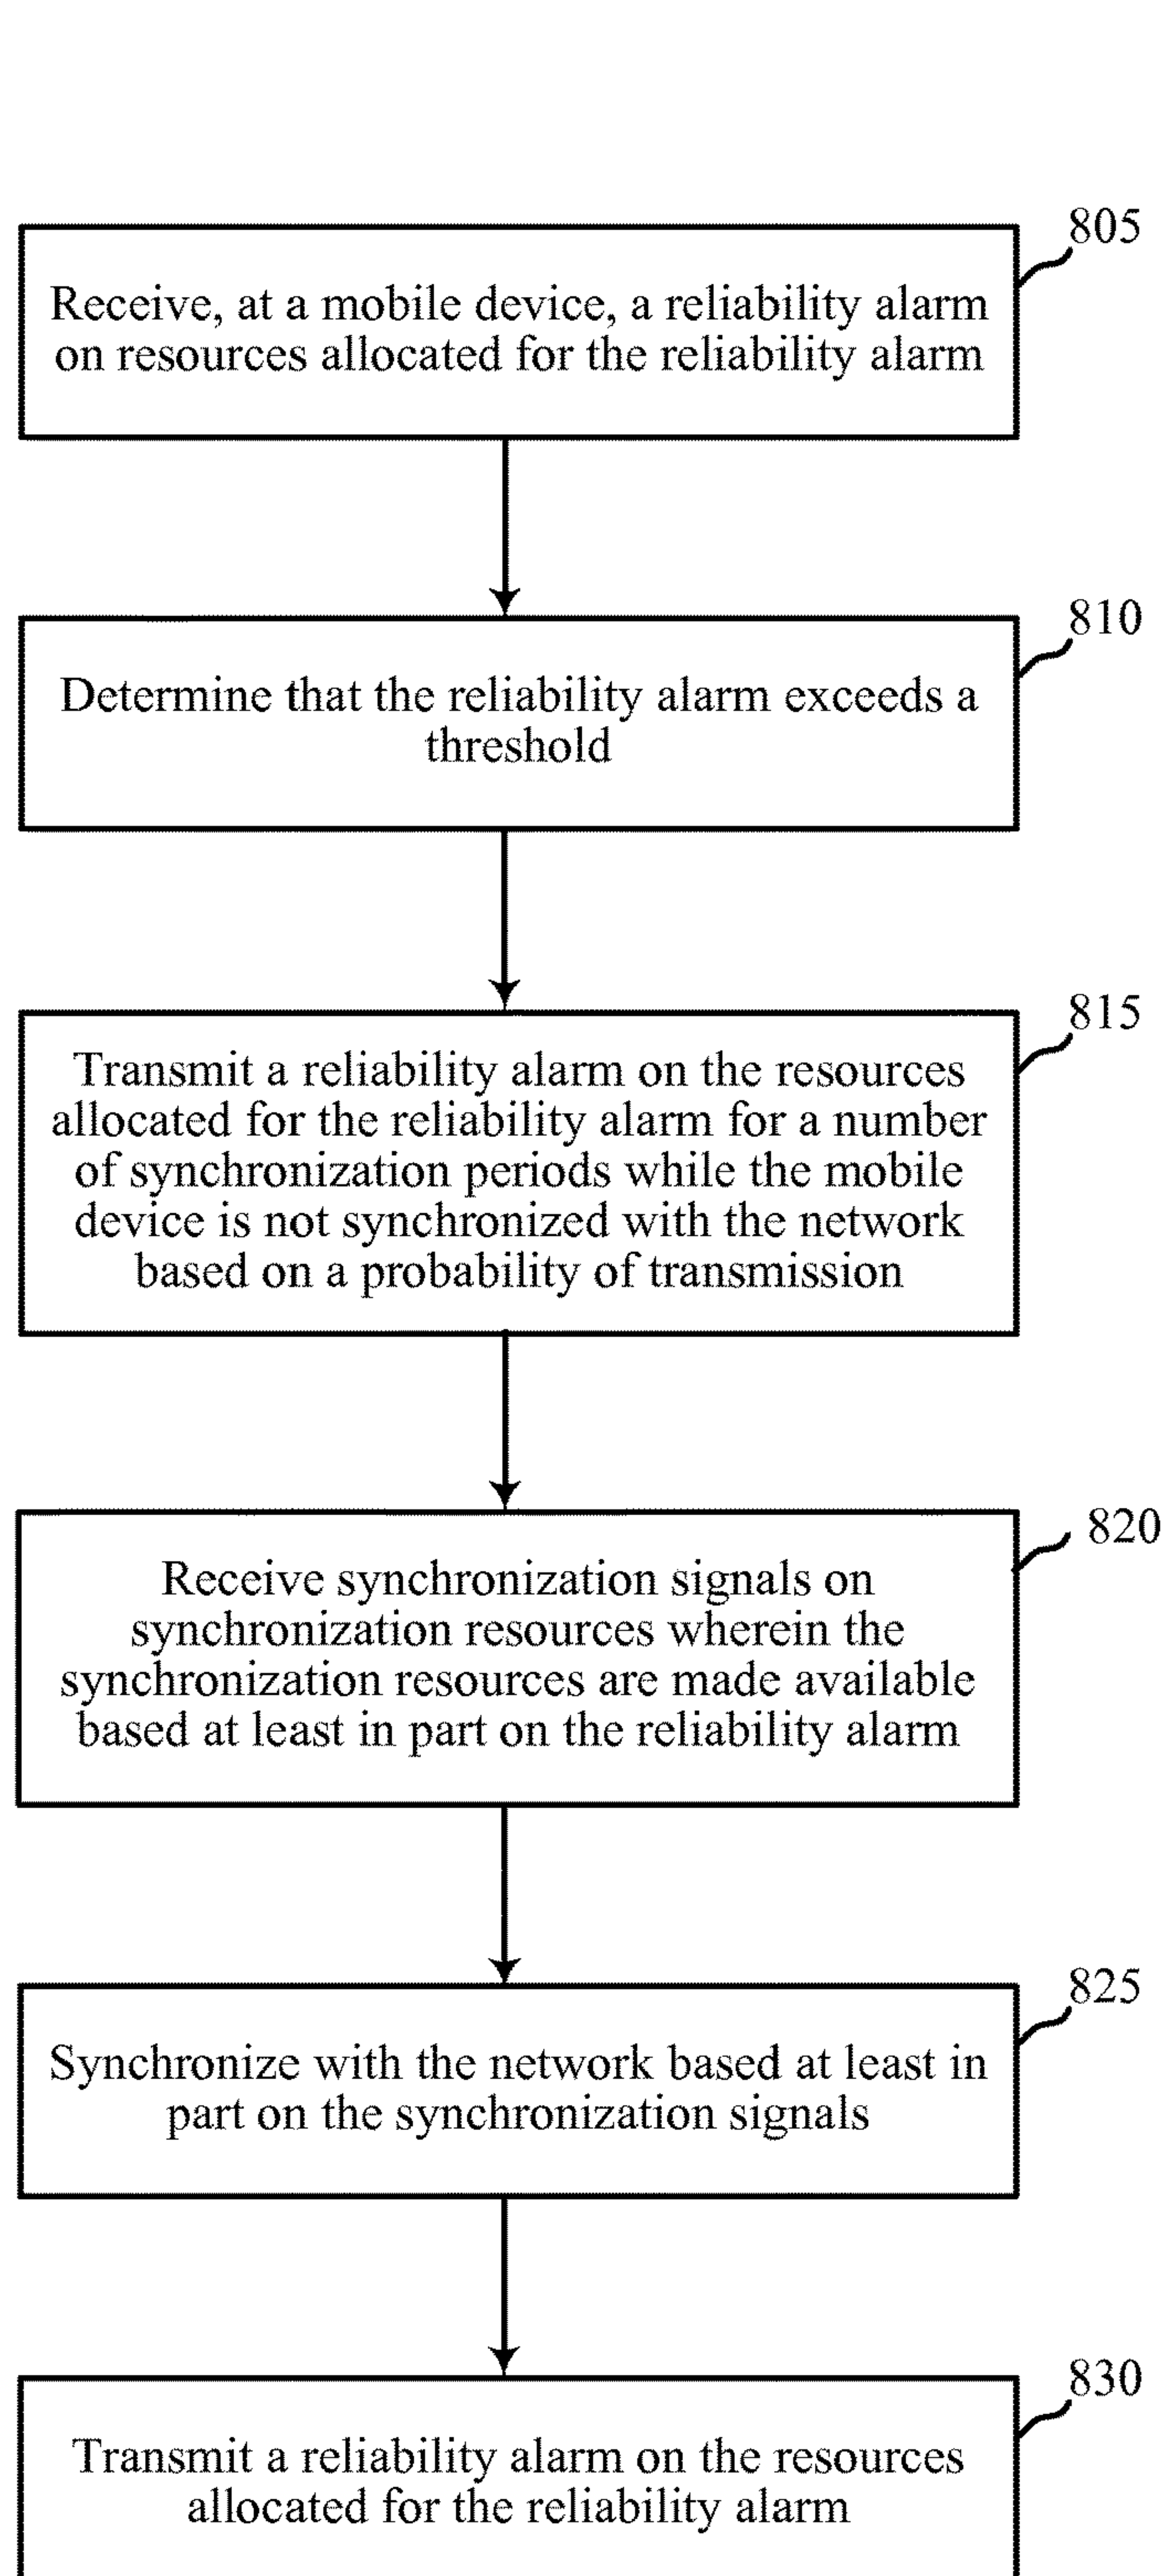 805
Receive, at a mobile device, a reliability alarm
on resources allocated for the reliability alarm
810
Determine that the reliability alarm exceeds a
threshold
815
Transmit a reliability alarm on the resources
allocated for the reliability alarm for a number
of synchronization periods while the mobile
device is not synchronized with the network
based on a probability of transmission
820
Receive synchronization signals on
synchronization resources wherein the
synchronization resources are made available
based at least in part on the reliability alarm
825
Synchronize with the network based at least in
part on the synchronization signals
830
Transmit a reliability alarm on the resources
allocated for the reliability alarm